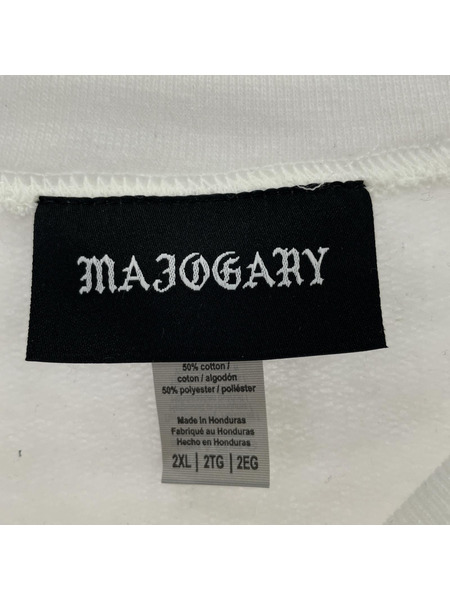 MAJOGARY
50% cotton /
coton / algodón
50% polyester / poliéster
Made in Honduras
Fabriqué au Honduras
Hecho en Honduras
2XL | 2TG | 2EG